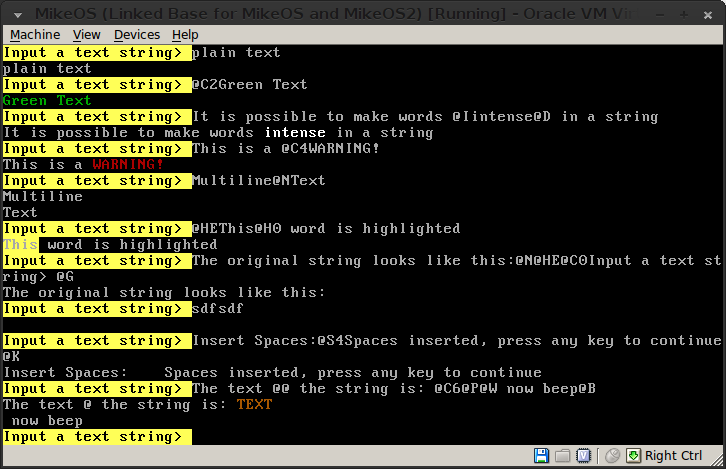 MikeOS (Linked Base for MikeOS and MikeOS2) [Running] - Oracle VM Vi
Machine View Devices Help
Input a text string> plain text
plain text
Input a text string> @C2Green Text
Green Text
Input a text string> It is possible to make words @Iintense@D in a string
It is possible to make words intense in a string
Input a text string> This is a @C4WARNING!
This is a WARNING!
Input a text string> Multiline@NText
Multiline
Text
Input a text string> @HEThis@H0 word is highlighted
This word is highlighted
Input a text string> The original string looks like this:@N@HE@C0Input a text st
ring> @G
The original string looks like this:
Input a text string> sdfsdf
Input a text string> Insert Spaces:@S4Spaces inserted, press any key to continue
@K
Insert Spaces:    Spaces inserted, press any key to continue
Input a text string> The text @@ the string is: @C6@P@W now beep@B
The text @ the string is: TEXT
 now beep
Input a text string>
Right Ctrl